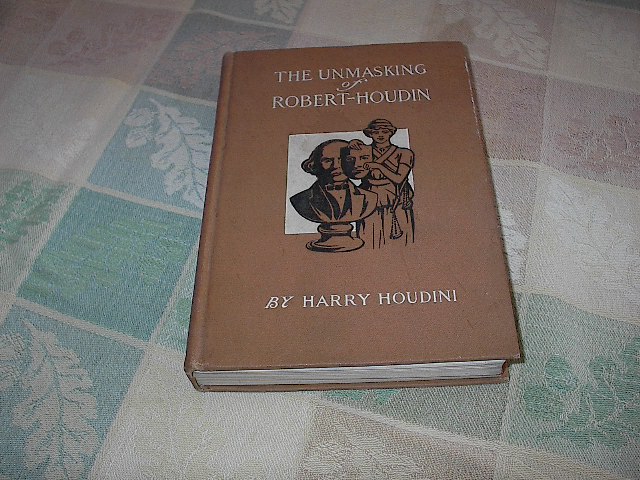 THE UNMASKING
of
ROBERT-HOUDIN
BY HARRY HOUDINI